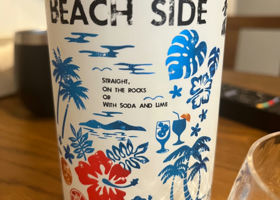 BEACH SIDE
STRAIGHT,
ON THE ROCKS
OR
WITH SODA AND LIME